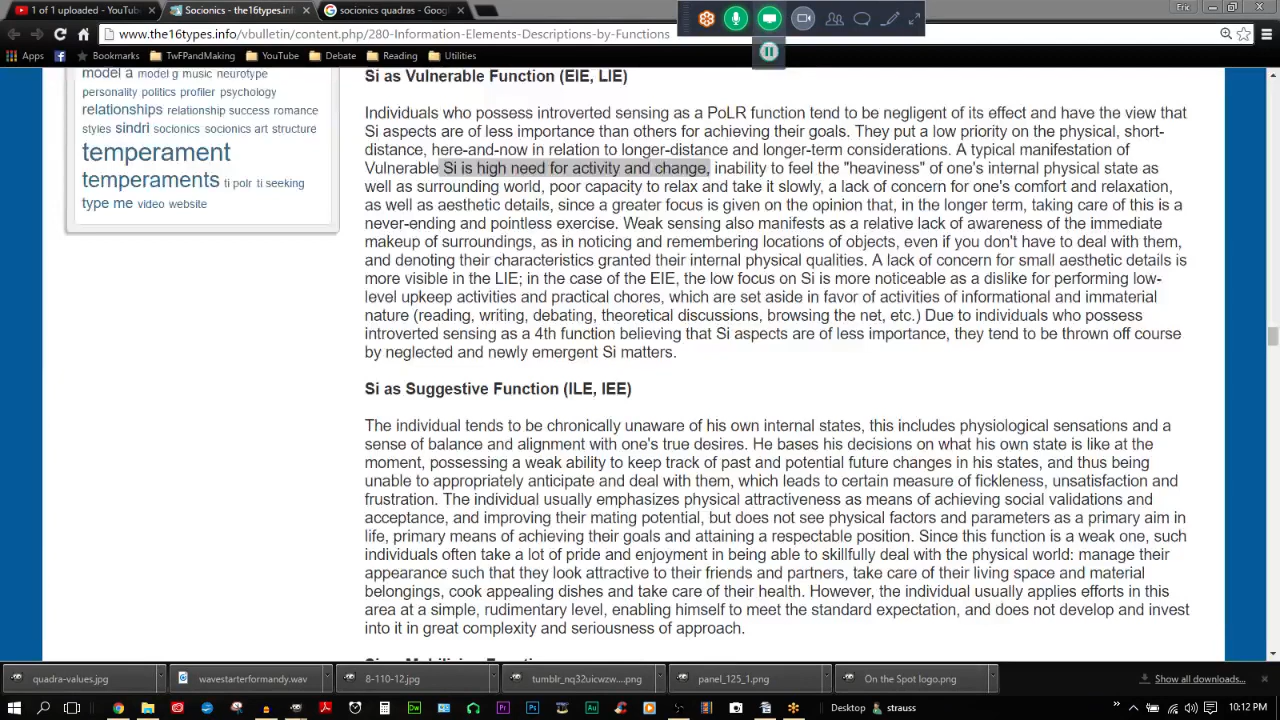 1 of 1 uploaded - YouTube
Socionics - the16types.info
socionics quadras - Goog
Eric
www.the16types.info/vbulletin/content.php/280-Information-Elements-Descriptions-by-Functions
Apps Bookmarks TwFPandMaking YouTube Debate Reading Utilities
model a model g music neurotype
personality politics profiler psychology
relationships relationship success romance
styles sindri socionics socionics art structure
temperament
temperaments ti polr ti seeking
type me video website
Si as Vulnerable Function (EIE, LIE)
Individuals who possess introverted sensing as a PoLR function tend to be negligent of its effect and have the view that
Si aspects are of less importance than others for achieving their goals. They put a low priority on the physical, short-
distance, here-and-now in relation to longer-distance and longer-term considerations. A typical manifestation of
Vulnerable Si is high need for activity and change, inability to feel the "heaviness" of one's internal physical state as
well as surrounding world, poor capacity to relax and take it slowly, a lack of concern for one's comfort and relaxation,
as well as aesthetic details, since a greater focus is given on the opinion that, in the longer term, taking care of this is a
never-ending and pointless exercise. Weak sensing also manifests as a relative lack of awareness of the immediate
makeup of surroundings, as in noticing and remembering locations of objects, even if you don't have to deal with them,
and denoting their characteristics granted their internal physical qualities. A lack of concern for small aesthetic details is
more visible in the LIE; in the case of the EIE, the low focus on Si is more noticeable as a dislike for performing low-
level upkeep activities and practical chores, which are set aside in favor of activities of informational and immaterial
nature (reading, writing, debating, theoretical discussions, browsing the net, etc.) Due to individuals who possess
introverted sensing as a 4th function believing that Si aspects are of less importance, they tend to be thrown off course
by neglected and newly emergent Si matters.
Si as Suggestive Function (ILE, IEE)
The individual tends to be chronically unaware of his own internal states, this includes physiological sensations and a
sense of balance and alignment with one's true desires. He bases his decisions on what his own state is like at the
moment, possessing a weak ability to keep track of past and potential future changes in his states, and thus being
unable to appropriately anticipate and deal with them, which leads to certain measure of fickleness, unsatisfaction and
frustration. The individual usually emphasizes physical attractiveness as means of achieving social validations and
acceptance, and improving their mating potential, but does not see physical factors and parameters as a primary aim in
life, primary means of achieving their goals and attaining a respectable position. Since this function is a weak one, such
individuals often take a lot of pride and enjoyment in being able to skillfully deal with the physical world: manage their
appearance such that they look attractive to their friends and partners, take care of their living space and material
belongings, cook appealing dishes and take care of their health. However, the individual usually applies efforts in this
area at a simple, rudimentary level, enabling himself to meet the standard expectation, and does not develop and invest
into it in great complexity and seriousness of approach.
quadra-values.jpg
wavestarterformandy.wav
8-110-12.jpg
tumblr_nq32uicwzw....png
panel_125_1.png
On the Spot logo.png
Show all downloads...
Desktop strauss 10:12 PM